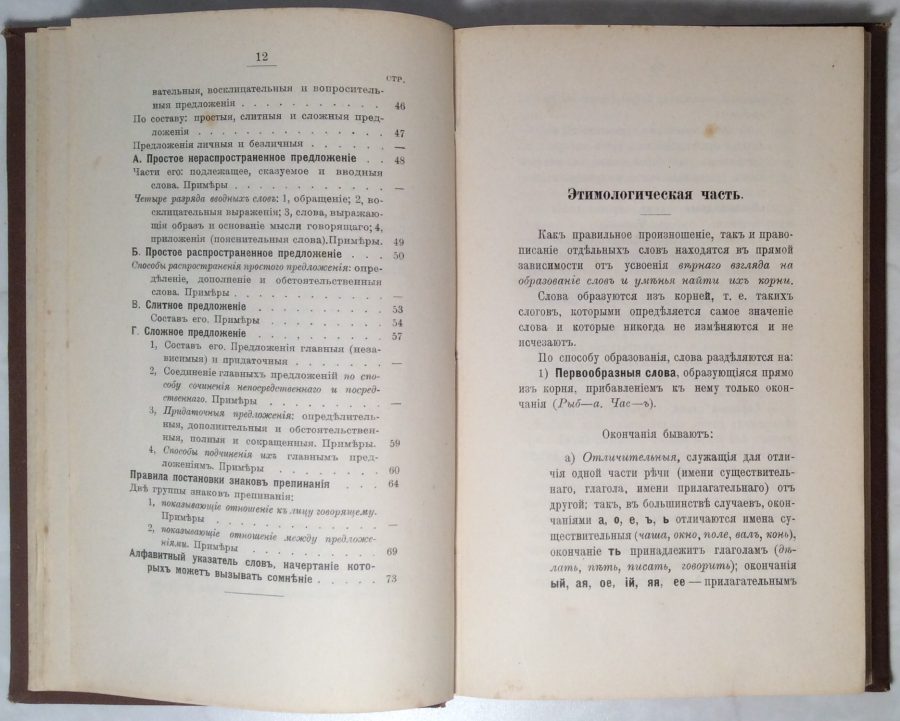 12
СТР.
вательныя, восклицательныя и вопроситель-
ныя предложенія . . . . . . . . . . . 46
По составу: простыя, слитныя и сложныя пред-
ложенія . . . . . . . . . . . . . . 47
Предложенія личныя и безличныя . . . . . . —
А. Простое нераспространенное предложеніе . . 48
Части его: подлежащее, сказуемое и вводныя
слова. Примѣры . . . . . . . . . . . —
Четыре разряда вводныхъ словъ: 1, обращеніе; 2, вос-
клицательныя выраженія; 3, слова, выражаю-
щія образъ и основаніе мысли говорящаго; 4,
приложенія (пояснительныя слова).Примѣры. 49
Б. Простое распространенное предложеніе . . . 50
Способы распространенія простого предложенія: опре-
дѣленіе, дополненіе и обстоятельственныя
слова. Примѣры . . . . . . . . . . . —
В. Слитное предложеніе . . . . . . . . . . 53
Составъ его. Примѣры . . . . . . . . . . 54
Г. Сложное предложеніе . . . . . . . . . . 57
1, Составъ его. Предложенія главныя (неза-
висимыя) и придаточныя . . . . . . —
2, Соединеніе главныхъ предложеній по спо-
собу сочиненія непосредственнаго и посред-
ственнаго. Примѣры . . . . . . . . —
3, Придаточныя предложенія: опредѣлитель-
ныя, дополнительныя и обстоятельствен-
ныя, полныя и сокращенныя. Примѣры. 59
4, Способы подчиненія ихъ главнымъ пред-
ложеніямъ. Примѣры . . . . . . . . 60
Правила постановки знаковъ препинанія . . . . 64
Двѣ группы знаковъ препинанія:
1, показывающіе отношеніе къ лицу говорящему.
Примѣры . . . . . . . . . . . . —
2, показывающіе отношеніе между предложе-
ніями. Примѣры . . . . . . . . . . 69
Алфавитный указатель словъ, начертаніе кото-
рыхъ можетъ вызывать сомнѣніе . . . . . 73
Этимологическая часть.
Какъ правильное произношеніе, такъ и право-
писаніе отдѣльныхъ словъ находятся въ прямой
зависимости отъ усвоенія вѣрнаго взгляда на
образованіе словъ и умѣнья найти ихъ корни.
Слова образуются изъ корней, т. е. такихъ
слоговъ, которыми опредѣляется самое значеніе
слова и которые никогда не измѣняются и не
исчезаютъ.
По способу образованія, слова раздѣляются на:
1) Первообразныя слова, образующіяся прямо
изъ корня, прибавленіемъ къ нему только окон-
чанія (Рыб—а. Час—ъ).
Окончанія бываютъ:
а) Отличительныя, служащія для отли-
чія одной части рѣчи (имени существитель-
наго, глагола, имени прилагательнаго) отъ
другой; такъ, въ большинствѣ случаевъ, окон-
чаніями а, о, е, ъ, ь отличаются имена су-
ществительныя (чаша, окно, поле, валъ, конь),
окончаніе ть принадлежитъ глаголамъ (дѣ-
лать, пѣть, писать, говорить); окончанія
ый, ая, ое, ій, яя, ее — прилагательнымъ